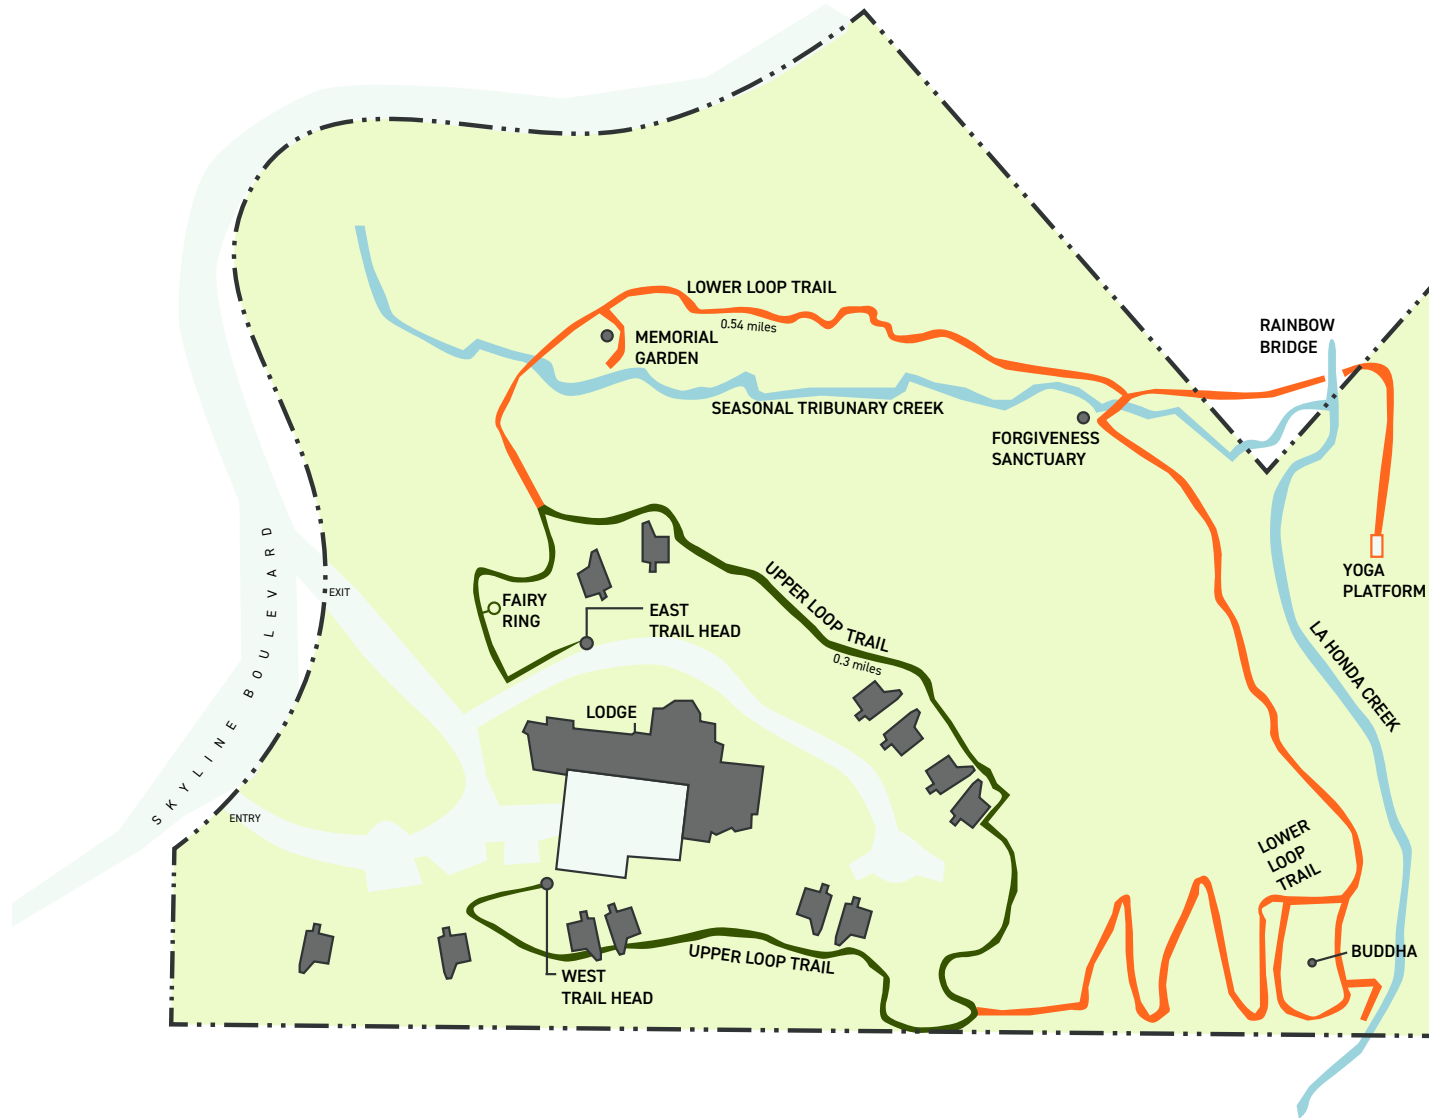 LOWER LOOP TRAIL
0.54 miles
MEMORIAL
GARDEN
RAINBOW
BRIDGE
SEASONAL TRIBUNARY CREEK
FORGIVENESS
SANCTUARY
SKYLINE BOULEVARD
EXIT
FAIRY
RING
EAST
TRAIL HEAD
UPPER LOOP TRAIL
0.3 miles
YOGA
PLATFORM
LA HONDA CREEK
LODGE
ENTRY
LOWER
LOOP
TRAIL
WEST
TRAIL HEAD
UPPER LOOP TRAIL
BUDDHA